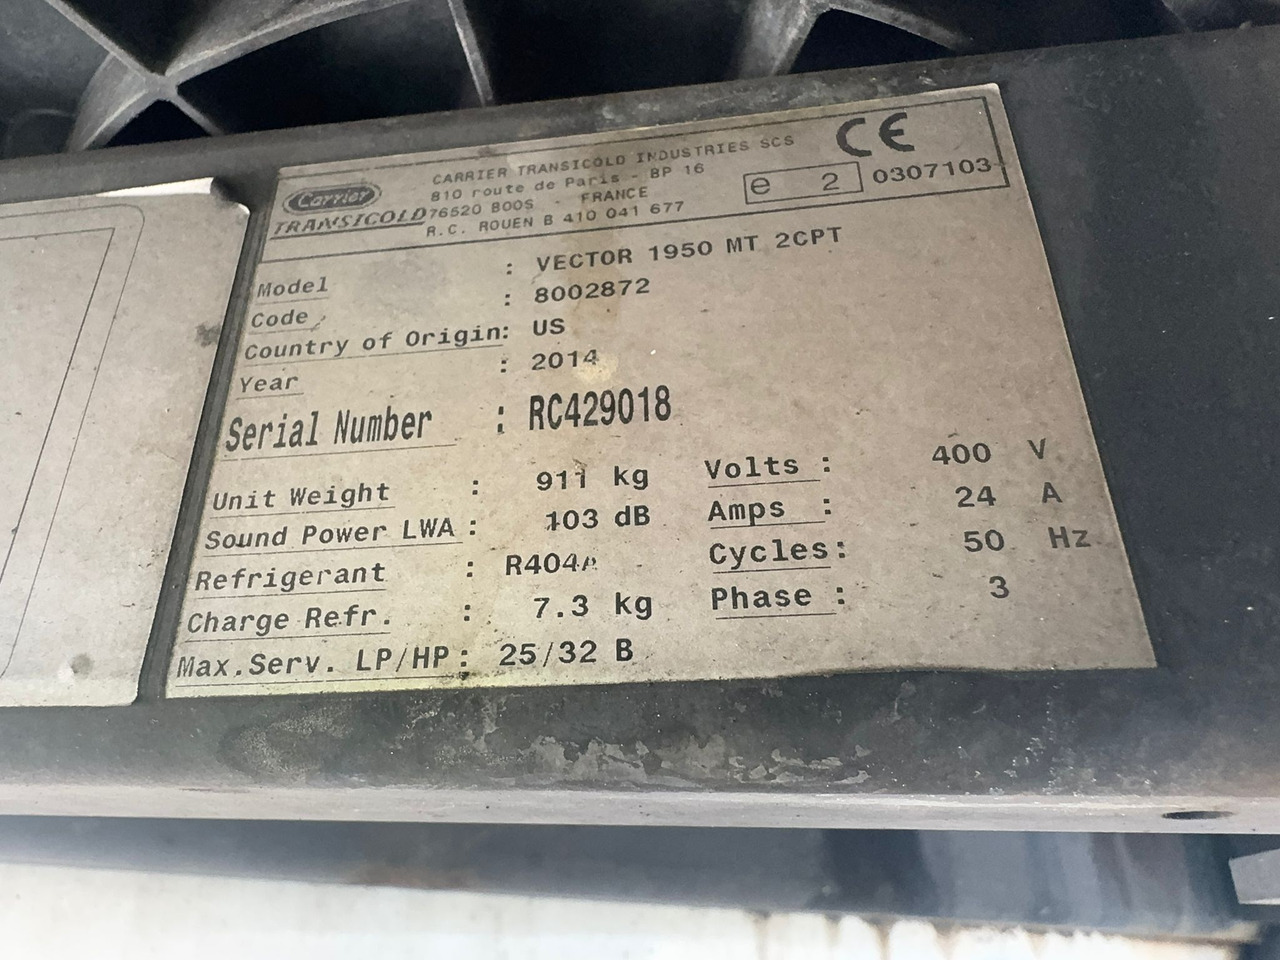 Carrier
TRANSICOLD
CARRIER TRANSICOLD INDUSTRIES SCS
810 route de Paris - BP 16
76520 BOOS - FRANCE
R.C. ROUEN B 410 041 677
CE
e 2 0307103
Model : VECTOR 1950 MT 2CPT
Code : 8002872
Country of Origin: US
Year : 2014
Serial Number : RC429018
Unit Weight : 911 kg
Sound Power LWA : 103 dB
Refrigerant : R404A
Charge Refr. : 7.3 kg
Max.Serv. LP/HP : 25/32 B
Volts : 400 V
Amps : 24 A
Cycles: 50 Hz
Phase : 3